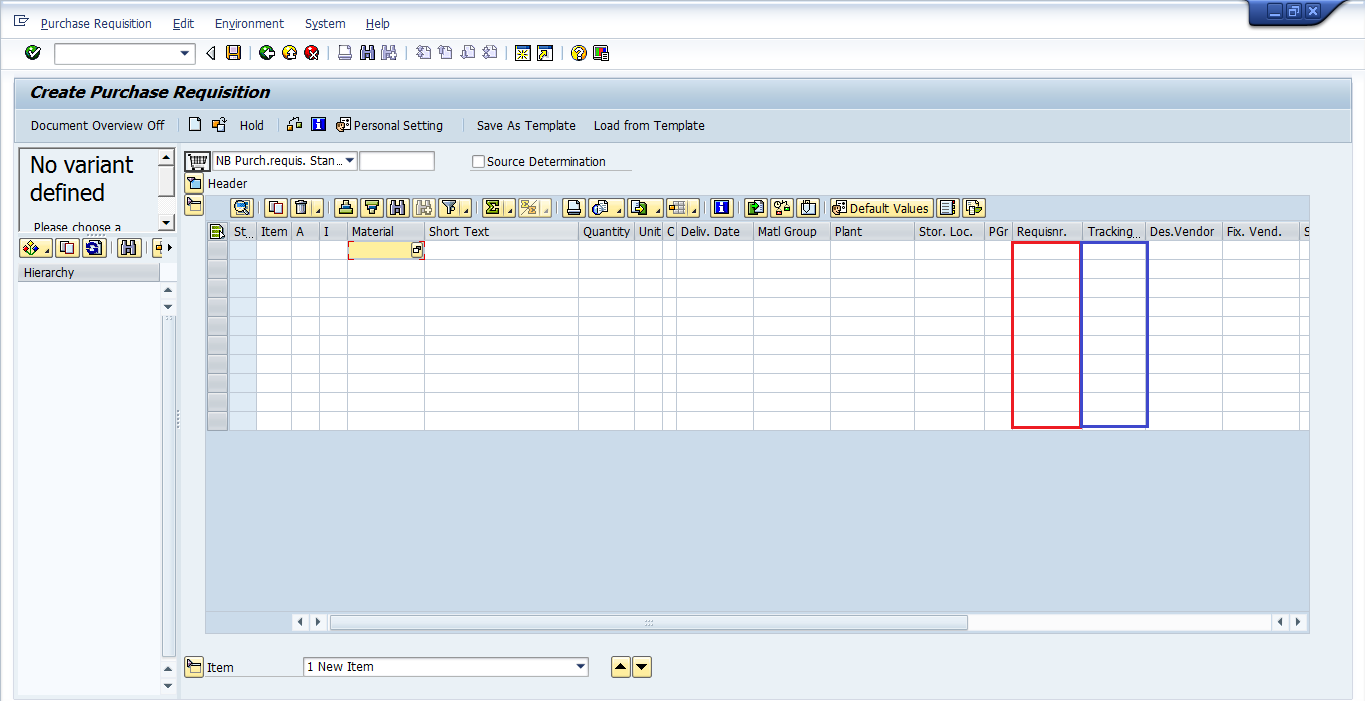 Purchase Requisition Edit Environment System Help
Create Purchase Requisition
Document Overview Off Hold Personal Setting Save As Template Load from Template
No variant
defined
Please choose a
NB Purch.requis. Stan... Source Determination
Header
Default Values
St... Item A I Material Short Text Quantity Unit C Deliv. Date Matl Group Plant Stor. Loc. PGr Requisnr. Tracking... Des.Vendor Fix. Vend. S
Hierarchy
Item 1 New Item